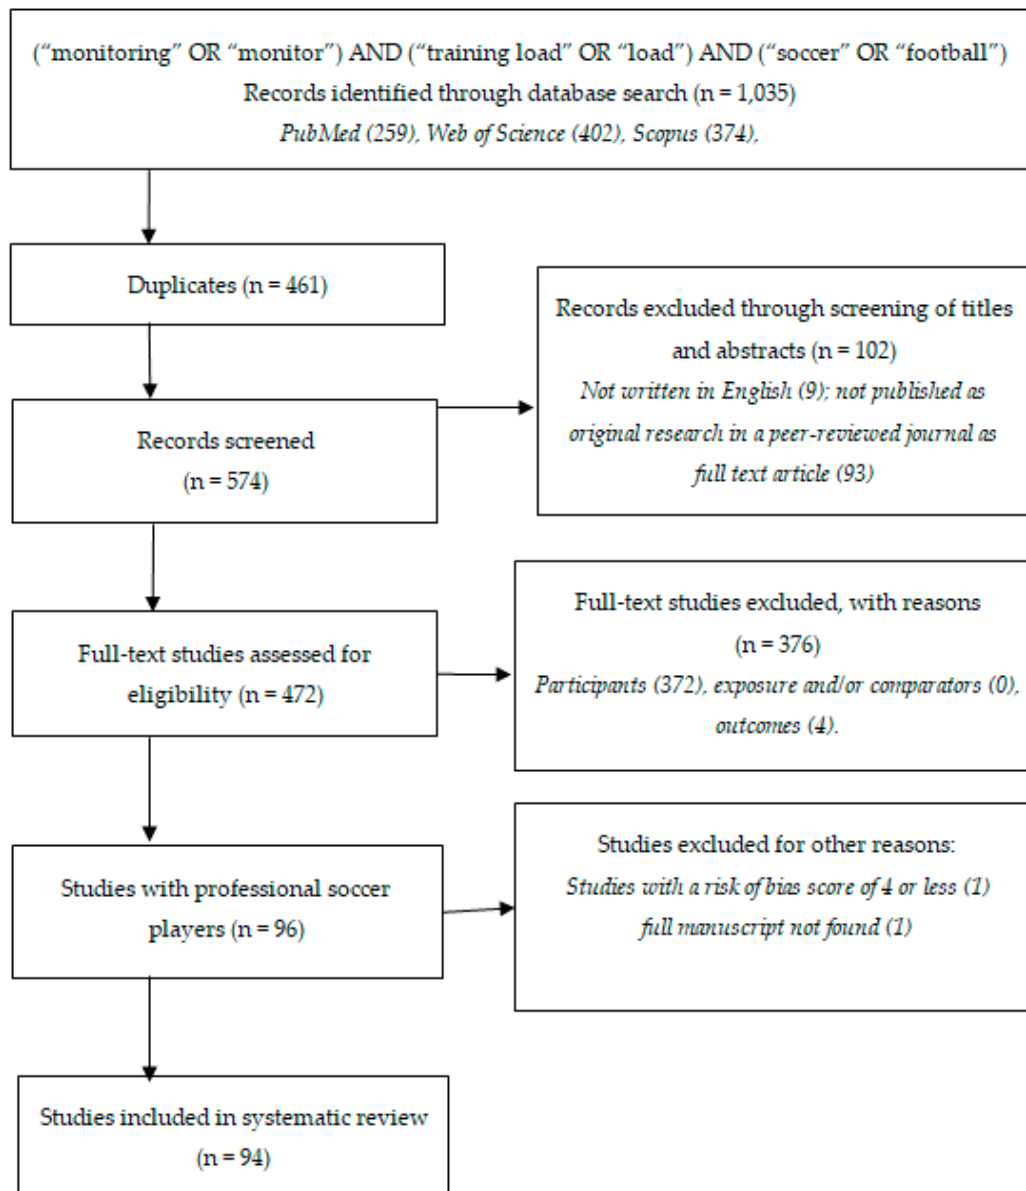 (“monitoring” OR “monitor”) AND (“training load” OR “load”) AND (“soccer” OR “football”)
Records identified through database search (n = 1,035)
PubMed (259), Web of Science (402), Scopus (374),
Duplicates (n = 461)
Records excluded through screening of titles
and abstracts (n = 102)
Not written in English (9); not published as
original research in a peer-reviewed journal as
full text article (93)
Records screened
(n = 574)
Full-text studies excluded, with reasons
(n = 376)
Participants (372), exposure and/or comparators (0),
outcomes (4).
Full-text studies assessed for
eligibility (n = 472)
Studies excluded for other reasons:
Studies with a risk of bias score of 4 or less (1)
full manuscript not found (1)
Studies with professional soccer
players (n = 96)
Studies included in systematic review
(n = 94)